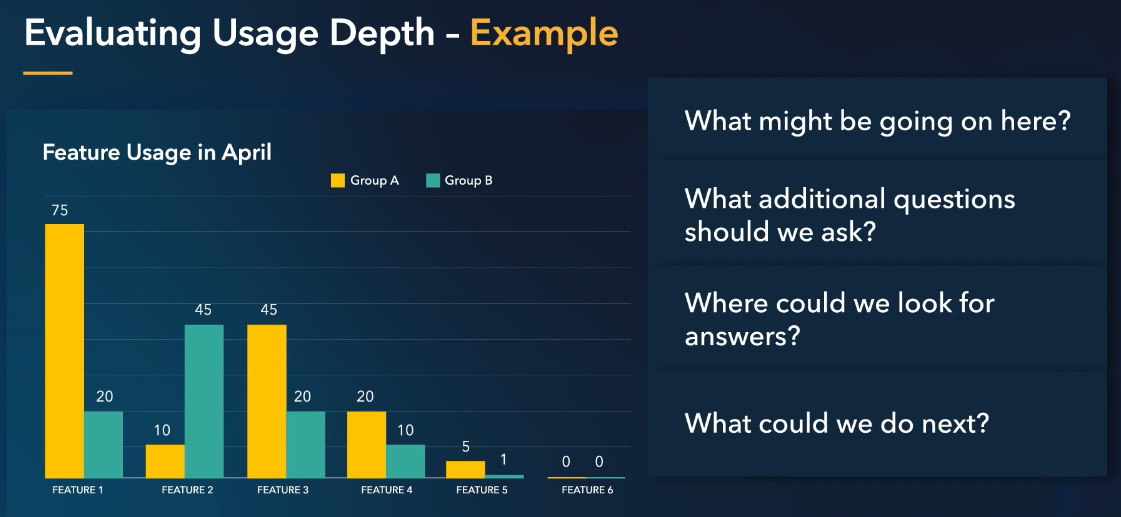 Evaluating Usage Depth – Example
Feature Usage in April
Group A
Group B
75
20
10
45
45
20
20
10
5
1
0
0
FEATURE 1
FEATURE 2
FEATURE 3
FEATURE 4
FEATURE 5
FEATURE 6
What might be going on here?
What additional questions
should we ask?
Where could we look for
answers?
What could we do next?